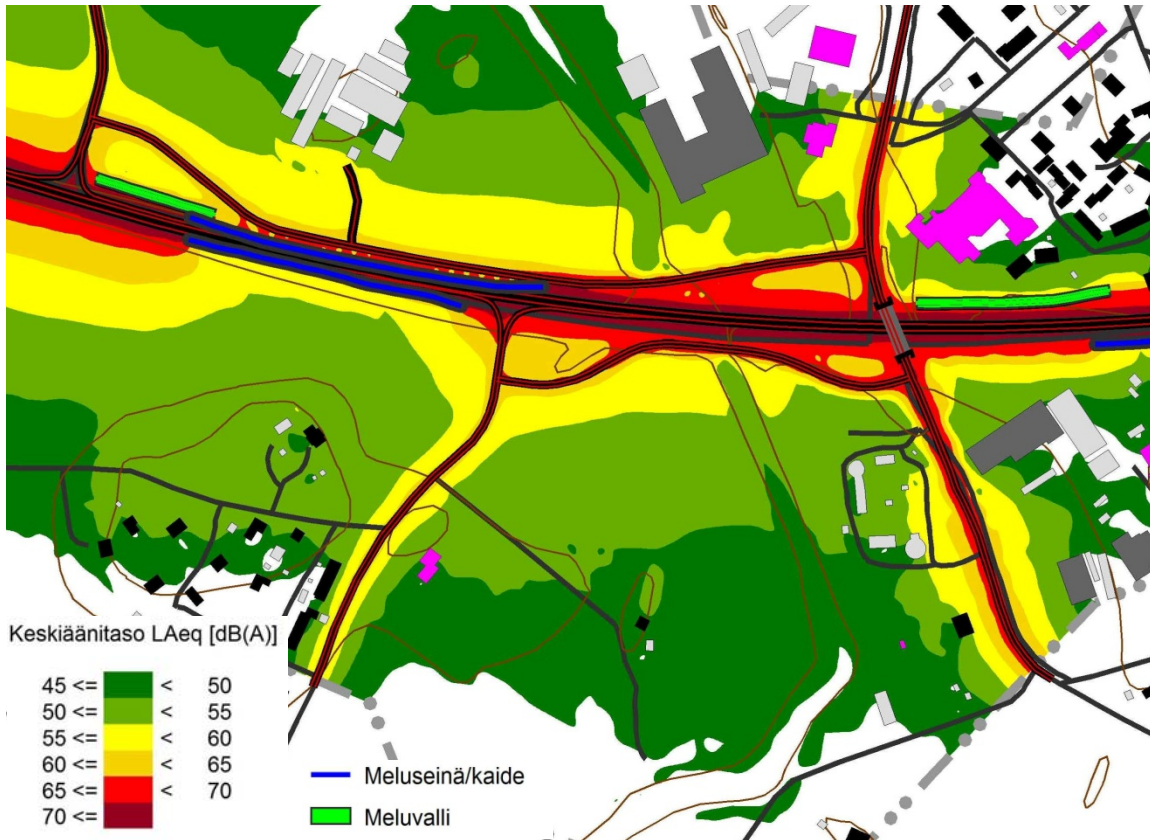 Keskiäänitaso LAeq [dB(A)]
45 <= < 50
50 <= < 55
55 <= < 60
60 <= < 65
65 <= < 70
70 <=
Meluseinä/kaide
Meluvalli